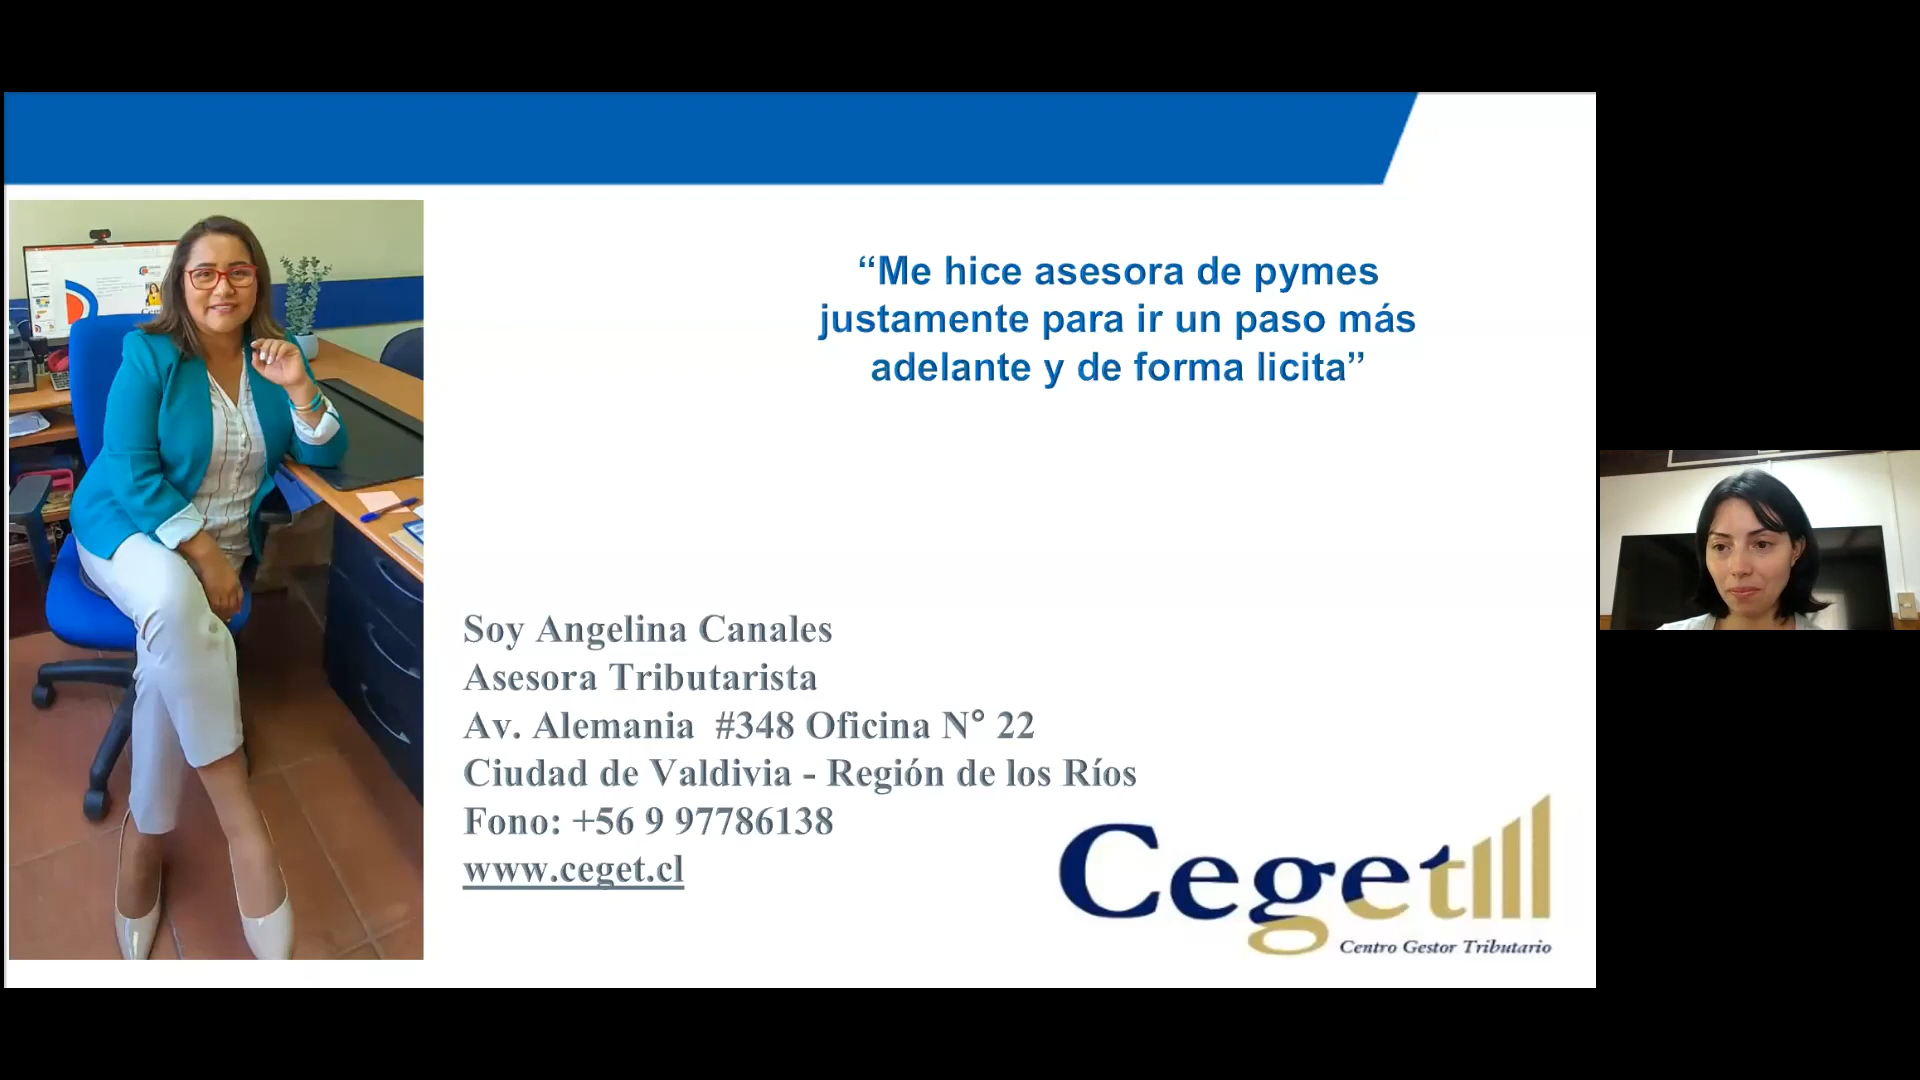 “Me hice asesora de pymes
justamente para ir un paso más
adelante y de forma licita”
Soy Angelina Canales
Asesora Tributarista
Av. Alemania #348 Oficina N° 22
Ciudad de Valdivia - Región de los Ríos
Fono: +56 9 97786138
www.ceget.cl
Ceget
Centro Gestor Tributario